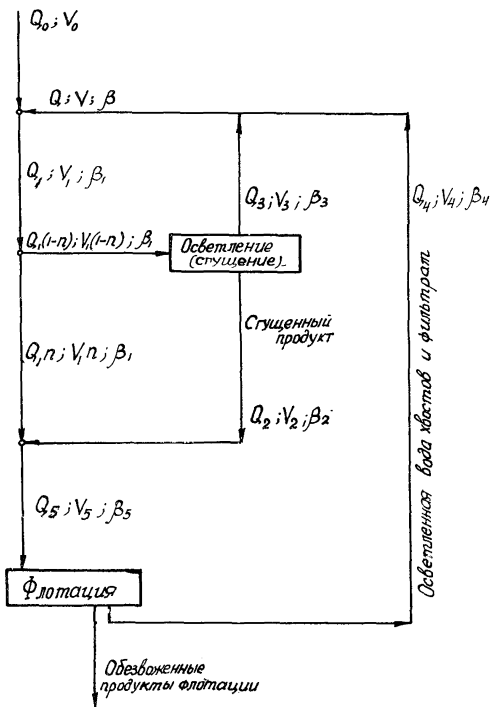 Q₀; V₀
Q; V; β
Q₁; V₁; β₁
Q₃; V₃; β₃
Q₄; V₄; β₄
Q₁(1-n); V₁(1-n); β₁
Осветление
(сгущение)
Сгущенный
продукт
Q₁n; V₁n; β₁
Q₂; V₂; β₂
Осветленная вода хвостов и фильтрат
Q₅; V₅; β₅
Флотация
Обезвоженные
продукты флотации